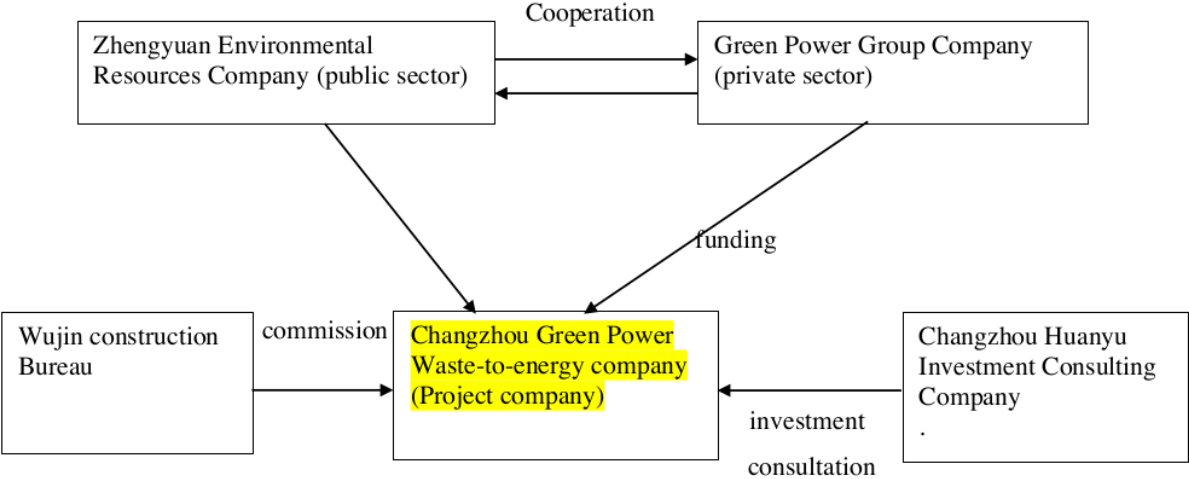 Cooperation
Zhengyuan Environmental
Resources Company (public sector)
Green Power Group Company
(private sector)
funding
Wujin construction
Bureau
commission
Changzhou Green Power
Waste-to-energy company
(Project company)
investment
consultation
Changzhou Huanyu
Investment Consulting
Company
.